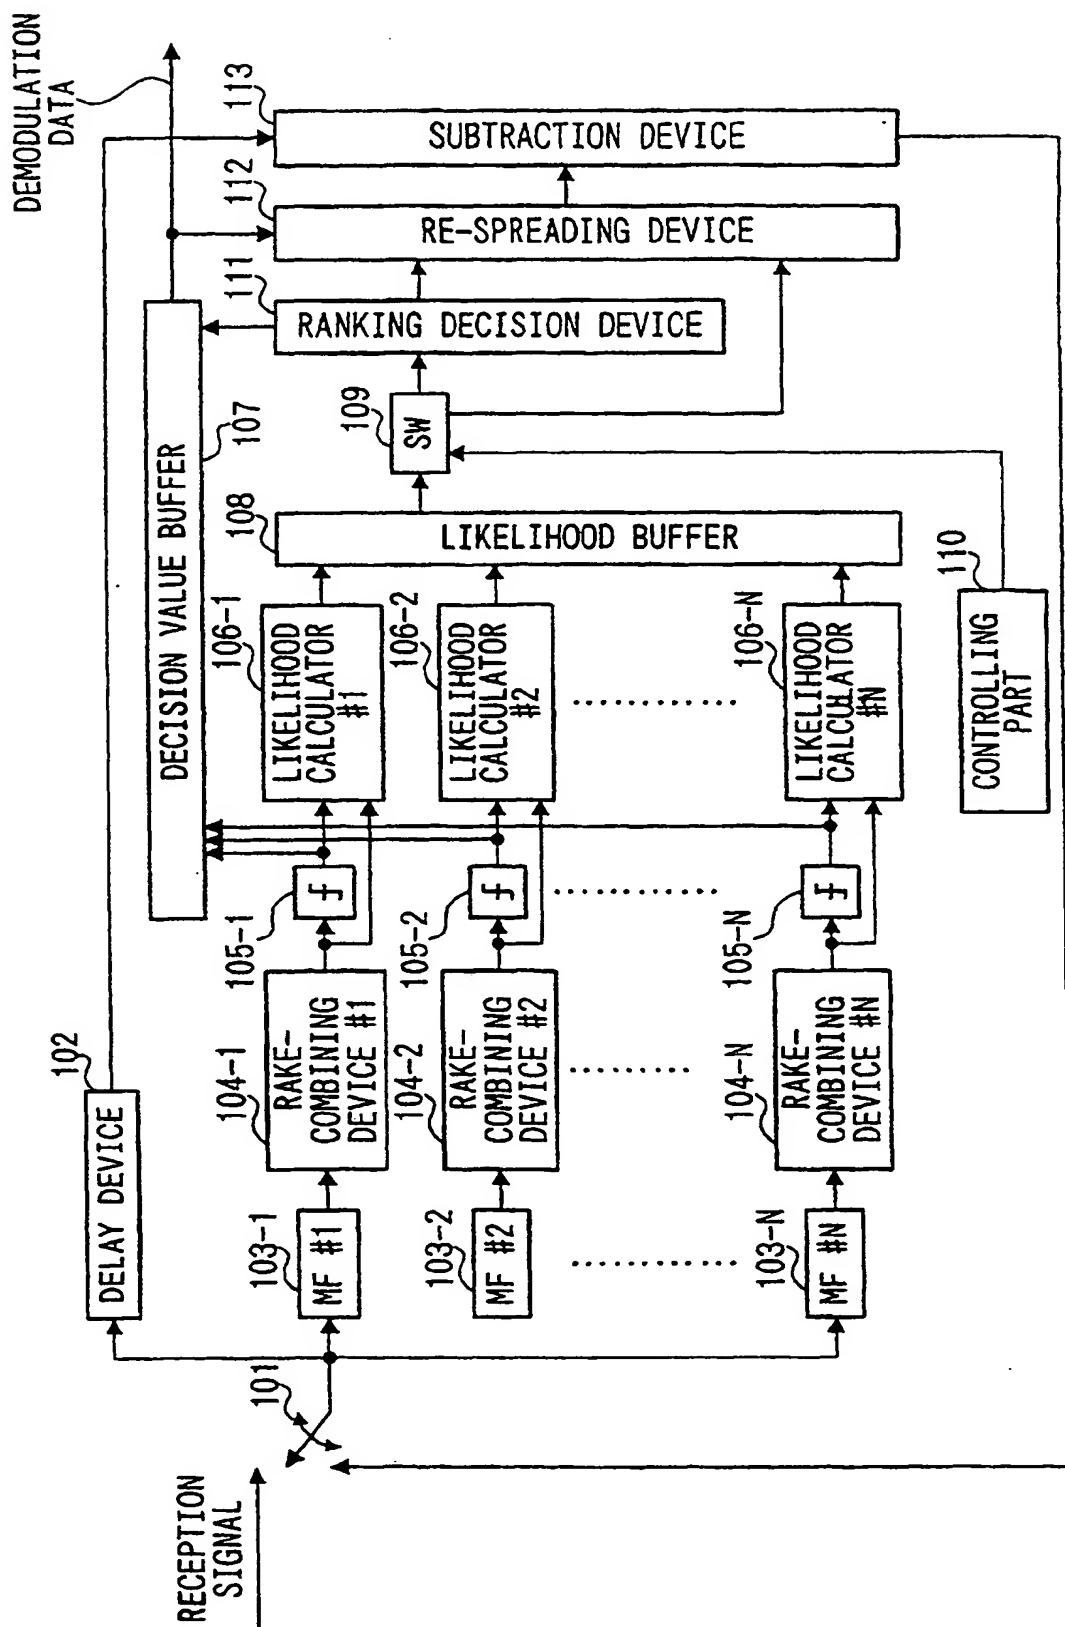 RECEPTION
SIGNAL
101
DELAY DEVICE
102
103-1
MF #1
103-2
MF #2
103-N
MF #N
104-1
RAKE-
COMBINING
DEVICE #1
104-2
RAKE-
COMBINING
DEVICE #2
104-N
RAKE-
COMBINING
DEVICE #N
105-1
105-2
105-N
DECISION VALUE BUFFER
107
106-1
LIKELIHOOD
CALCULATOR
#1
106-2
LIKELIHOOD
CALCULATOR
#2
106-N
LIKELIHOOD
CALCULATOR
#N
108
LIKELIHOOD BUFFER
109
SW
110
CONTROLLING
PART
111
RANKING DECISION DEVICE
112
RE-SPREADING DEVICE
113
SUBTRACTION DEVICE
DEMODULATION
DATA